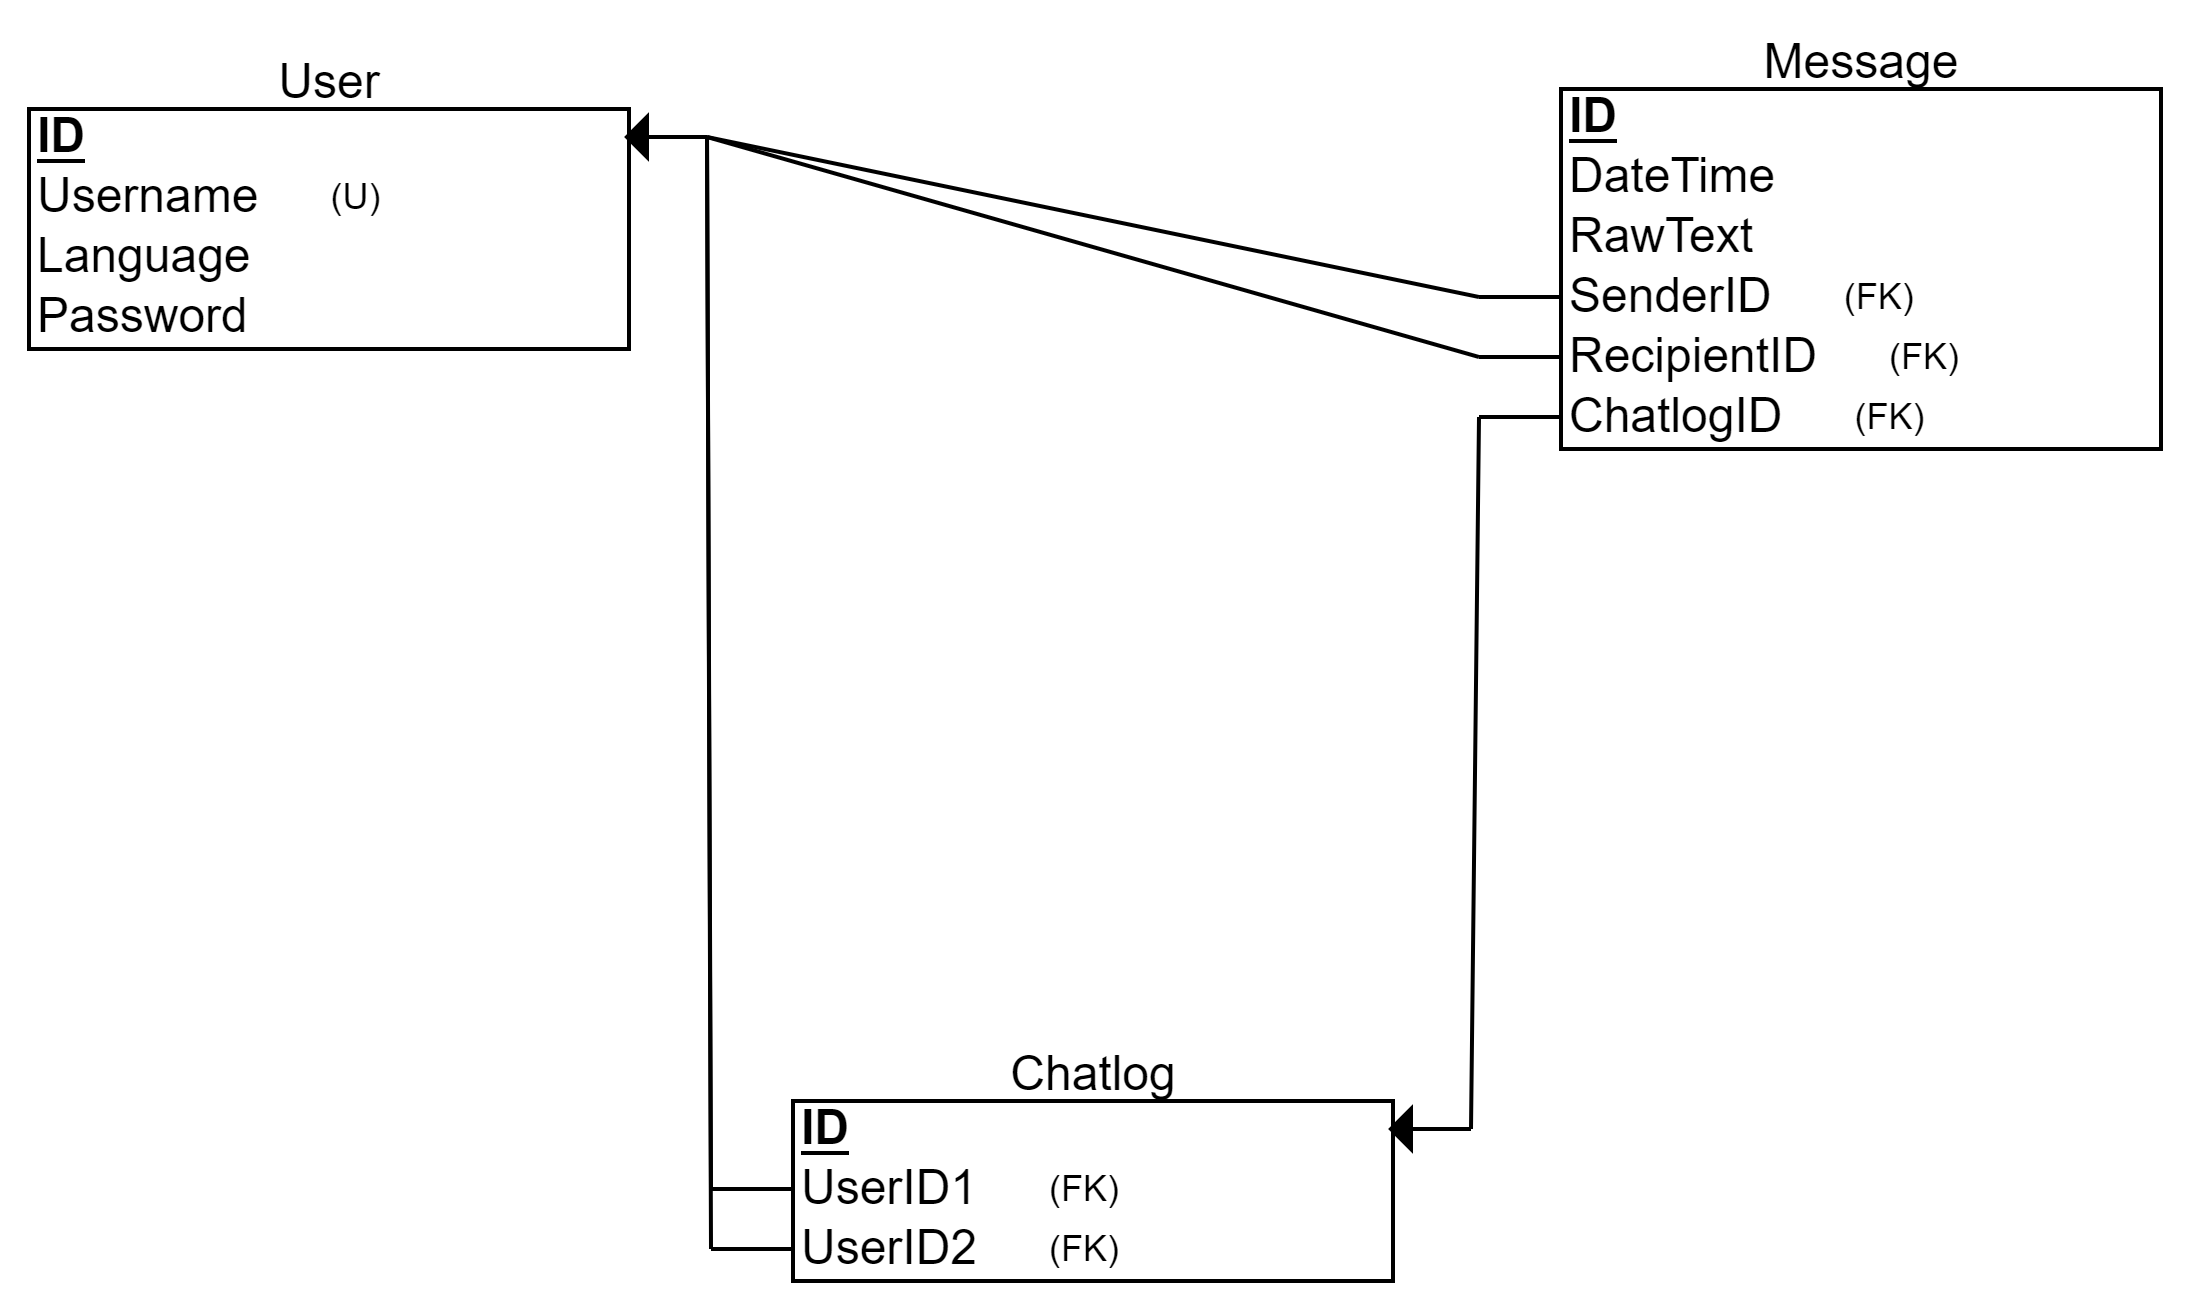 User
ID
Username (U)
Language
Password
Message
ID
DateTime
RawText
SenderID (FK)
RecipientID (FK)
ChatlogID (FK)
Chatlog
ID
UserID1 (FK)
UserID2 (FK)